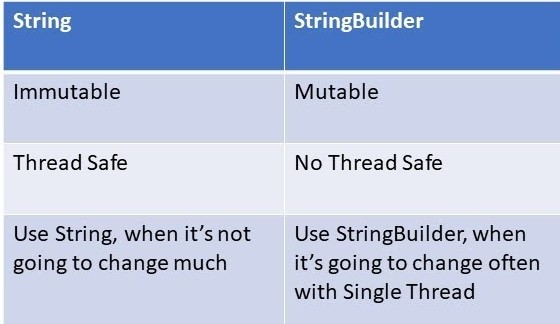 String StringBuilder
Immutable Mutable
Thread Safe No Thread Safe
Use String, when it's not
going to change much
Use StringBuilder, when
it's going to change often
with Single Thread